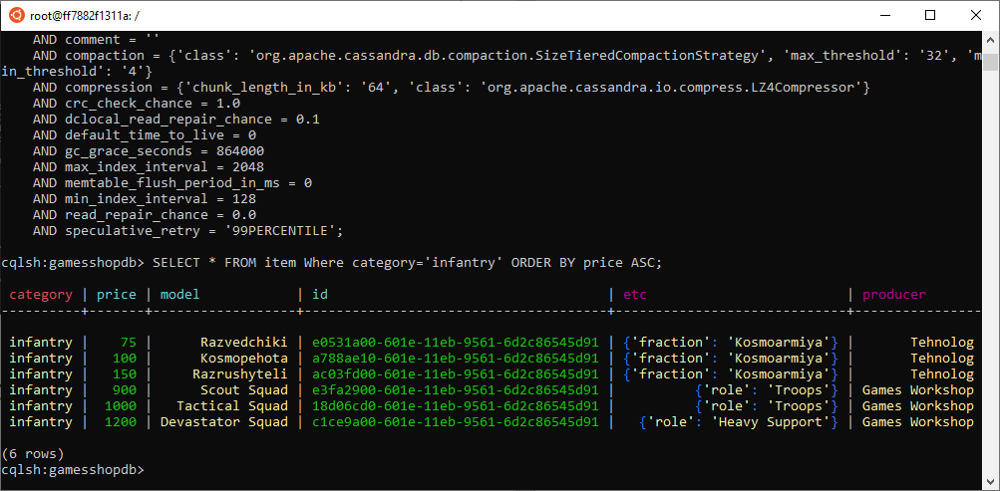 root@ff7882f1311a: /
    AND comment = ''
    AND compaction = {'class': 'org.apache.cassandra.db.compaction.SizeTieredCompactionStrategy', 'max_threshold': '32', 'm
in_threshold': '4'}
    AND compression = {'chunk_length_in_kb': '64', 'class': 'org.apache.cassandra.io.compress.LZ4Compressor'}
    AND crc_check_chance = 1.0
    AND dclocal_read_repair_chance = 0.1
    AND default_time_to_live = 0
    AND gc_grace_seconds = 864000
    AND max_index_interval = 2048
    AND memtable_flush_period_in_ms = 0
    AND min_index_interval = 128
    AND read_repair_chance = 0.0
    AND speculative_retry = '99PERCENTILE';
cqlsh:gamesshopdb> SELECT * FROM item Where category='infantry' ORDER BY price ASC;
 category | price | model            | id                                   | etc                         | producer
----------+-------+------------------+--------------------------------------+-----------------------------+----------------
 infantry |    75 |       Razvedchiki | e0531a00-601e-11eb-9561-6d2c86545d91 | {'fraction': 'Kosmoarmiya'} |       Tehnolog
 infantry |   100 |       Kosmopehota | a788ae10-601e-11eb-9561-6d2c86545d91 | {'fraction': 'Kosmoarmiya'} |       Tehnolog
 infantry |   150 |      Razrushyteli | ac03fd00-601e-11eb-9561-6d2c86545d91 | {'fraction': 'Kosmoarmiya'} |       Tehnolog
 infantry |   900 |       Scout Squad | e3fa2900-601e-11eb-9561-6d2c86545d91 |          {'role': 'Troops'} | Games Workshop
 infantry |  1000 |    Tactical Squad | 18d06cd0-601e-11eb-9561-6d2c86545d91 |          {'role': 'Troops'} | Games Workshop
 infantry |  1200 | Devastator Squad | c1ce9a00-601e-11eb-9561-6d2c86545d91 |   {'role': 'Heavy Support'} | Games Workshop
(6 rows)
cqlsh:gamesshopdb>